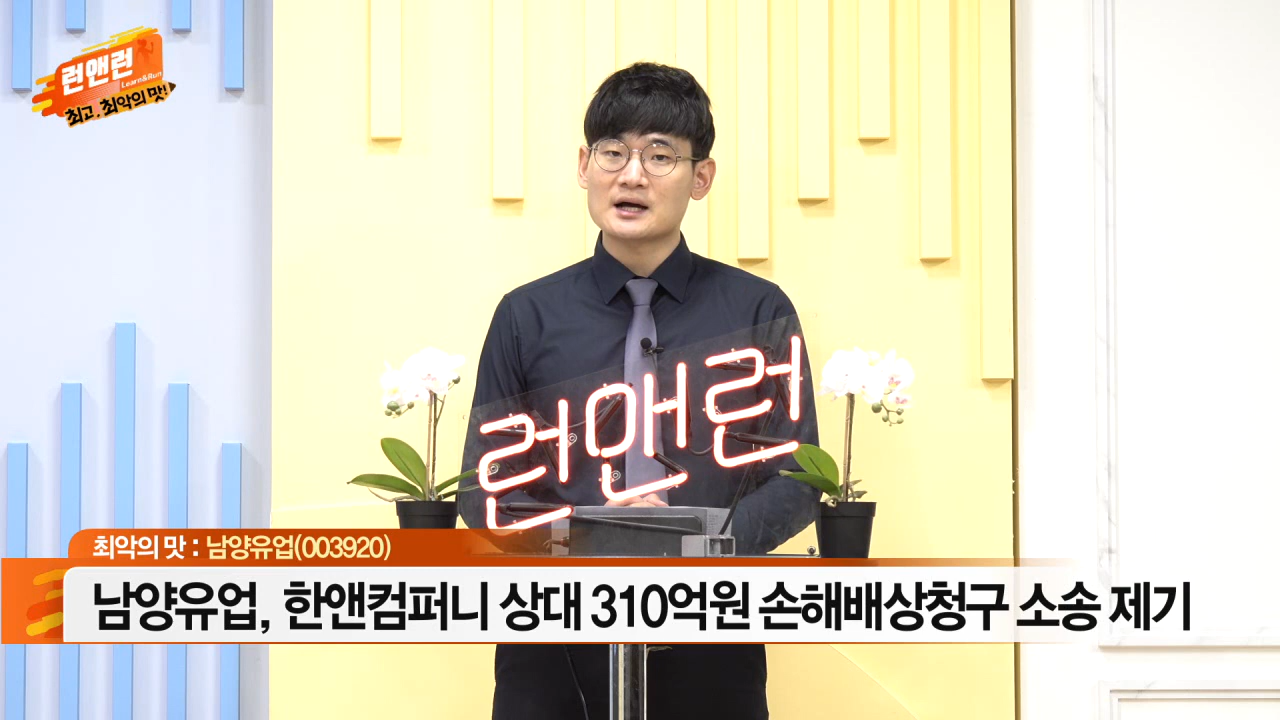 런앤런
Learn&Run
최고, 최악의 맛!
런앤런
최악의 맛 : 남양유업(003920)
남양유업, 한앤컴퍼니 상대 310억원 손해배상청구 소송 제기